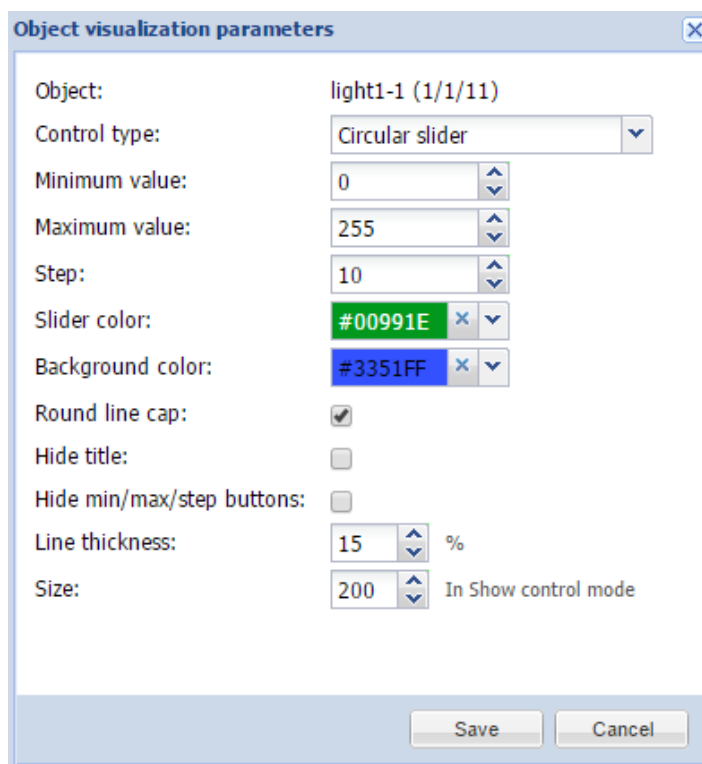 Object visualization parameters
Object: light1-1 (1/1/11)
Control type: Circular slider
Minimum value: 0
Maximum value: 255
Step: 10
Slider color: #00991E
Background color: #3351FF
Round line cap:
Hide title:
Hide min/max/step buttons:
Line thickness: 15 %
Size: 200 In Show control mode
Save Cancel